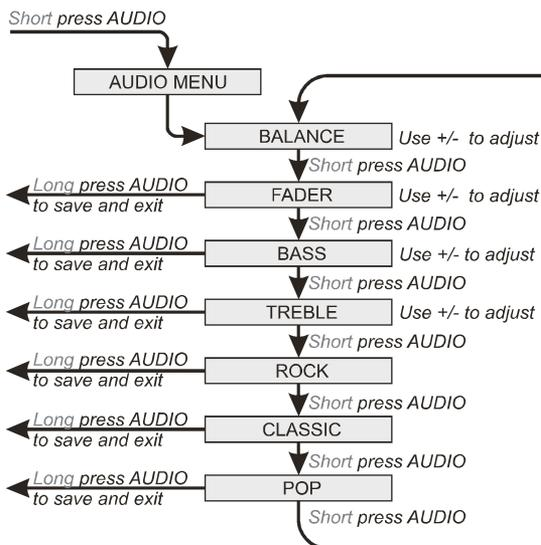 Short press AUDIO
AUDIO MENU
BALANCE Use +/- to adjust
Short press AUDIO
Long press AUDIO
to save and exit
FADER Use +/- to adjust
Short press AUDIO
Long press AUDIO
to save and exit
BASS Use +/- to adjust
Short press AUDIO
Long press AUDIO
to save and exit
TREBLE Use +/- to adjust
Short press AUDIO
Long press AUDIO
to save and exit
ROCK
Short press AUDIO
Long press AUDIO
to save and exit
CLASSIC
Short press AUDIO
Long press AUDIO
to save and exit
POP
Short press AUDIO